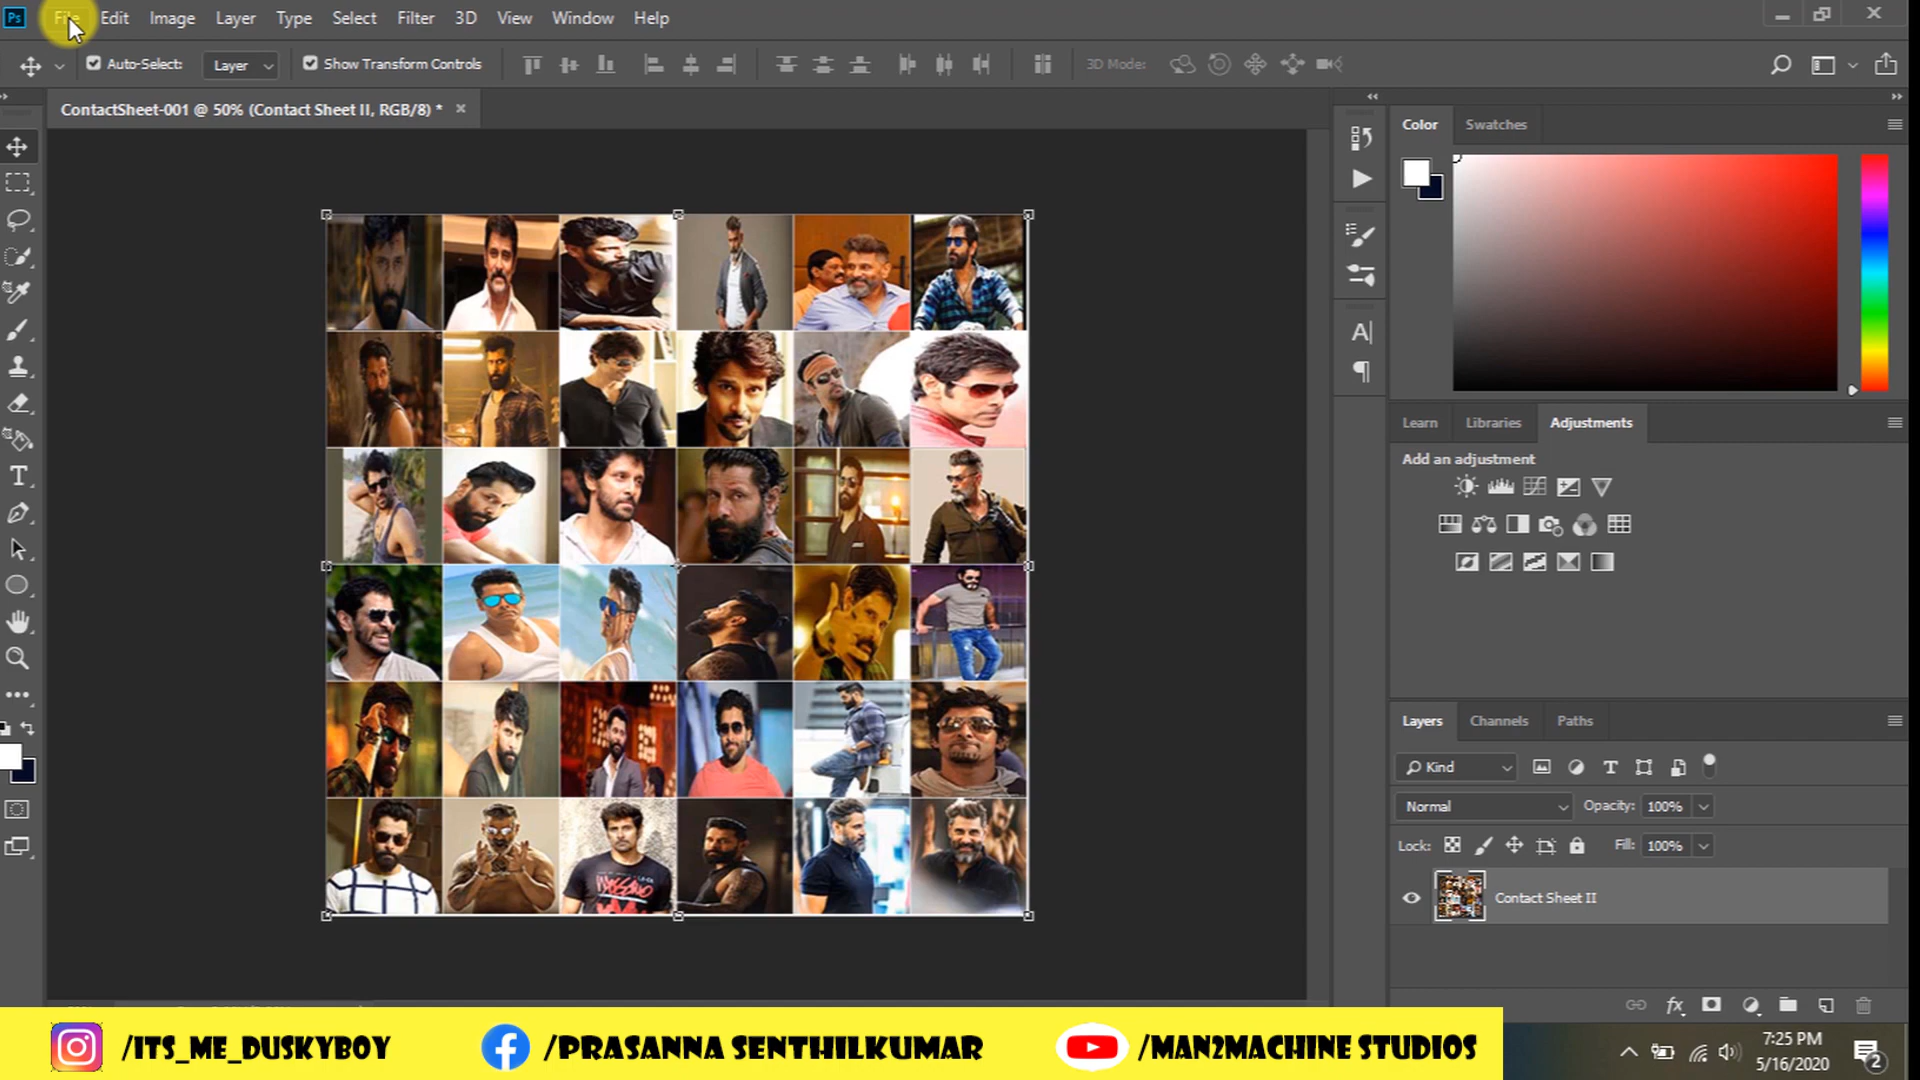 Ps File Edit Image Layer Type Select Filter 3D View Window Help
Auto-Select: Layer Show Transform Controls 3D Mode:
ContactSheet-001 @ 50% (Contact Sheet II, RGB/8) * ×
Color Swatches
Learn Libraries Adjustments
Add an adjustment
Layers Channels Paths
Kind
Normal Opacity: 100%
Lock: Fill: 100%
Contact Sheet II
/ITS_ME_DUSKYBOY /PRASANNA SENTHILKUMAR /MAN2MACHINE STUDIOS
7:25 PM
5/16/2020
2